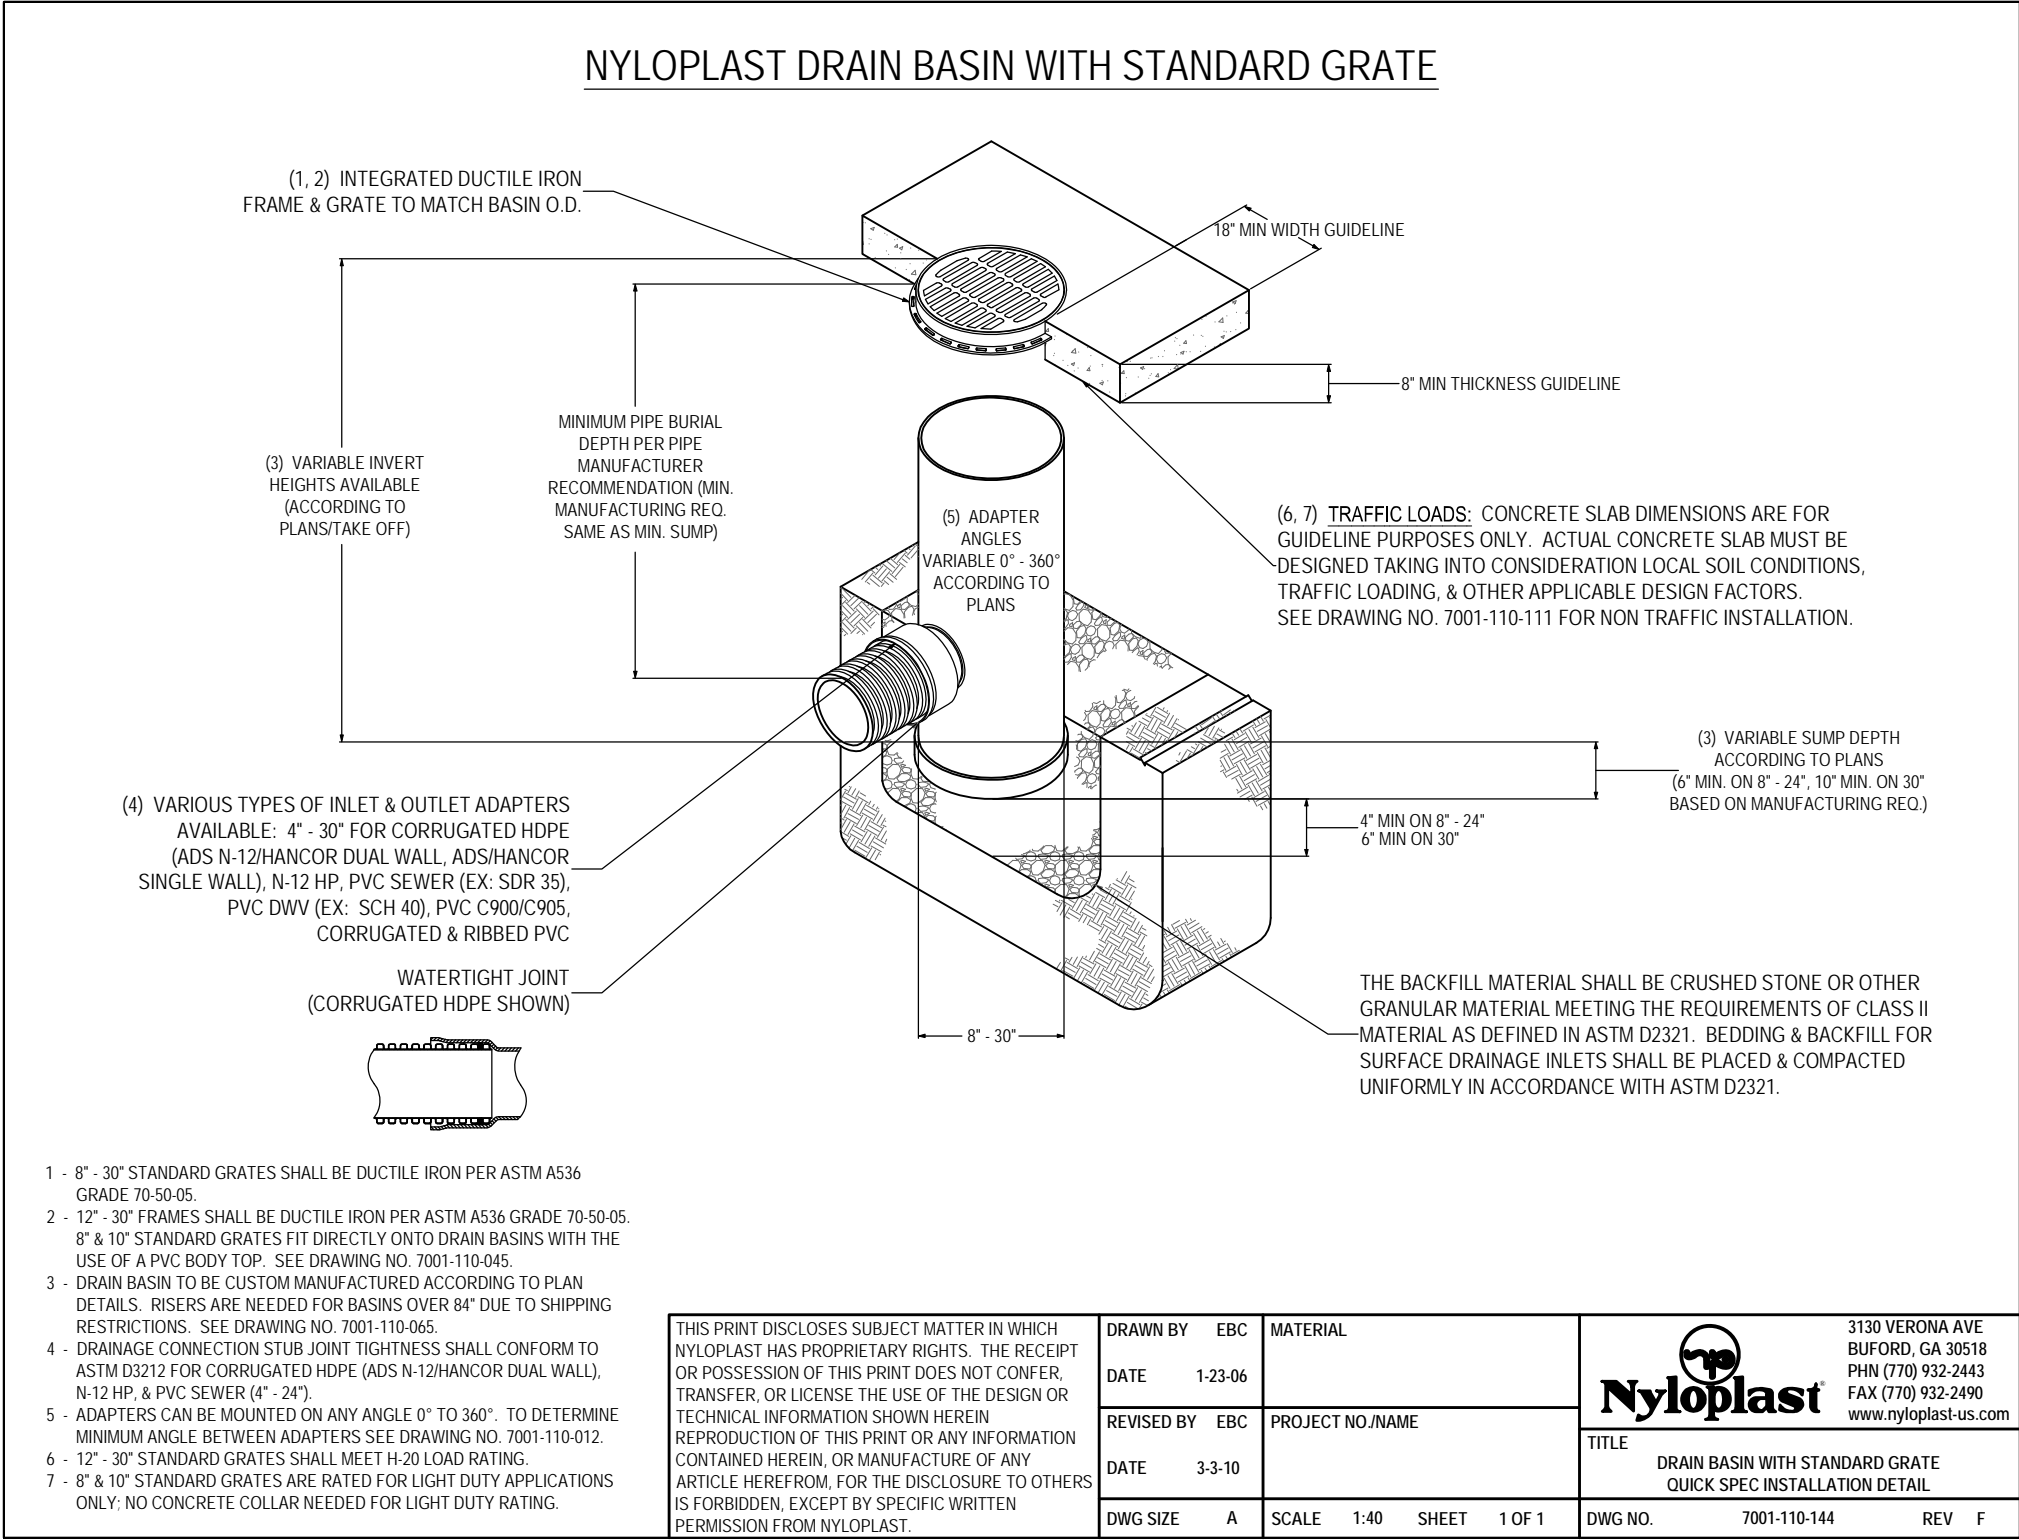 NYLOPLAST DRAIN BASIN WITH STANDARD GRATE
(1, 2) INTEGRATED DUCTILE IRON
FRAME & GRATE TO MATCH BASIN O.D.
18" MIN WIDTH GUIDELINE
8" MIN THICKNESS GUIDELINE
MINIMUM PIPE BURIAL
DEPTH PER PIPE
MANUFACTURER
RECOMMENDATION (MIN.
MANUFACTURING REQ.
SAME AS MIN. SUMP)
(3) VARIABLE INVERT
HEIGHTS AVAILABLE
(ACCORDING TO
PLANS/TAKE OFF)
(5) ADAPTER
ANGLES
VARIABLE 0° - 360°
ACCORDING TO
PLANS
(6, 7) TRAFFIC LOADS: CONCRETE SLAB DIMENSIONS ARE FOR
GUIDELINE PURPOSES ONLY. ACTUAL CONCRETE SLAB MUST BE
DESIGNED TAKING INTO CONSIDERATION LOCAL SOIL CONDITIONS,
TRAFFIC LOADING, & OTHER APPLICABLE DESIGN FACTORS.
SEE DRAWING NO. 7001-110-111 FOR NON TRAFFIC INSTALLATION.
(3) VARIABLE SUMP DEPTH
ACCORDING TO PLANS
(6" MIN. ON 8" - 24", 10" MIN. ON 30"
BASED ON MANUFACTURING REQ.)
(4) VARIOUS TYPES OF INLET & OUTLET ADAPTERS
AVAILABLE: 4" - 30" FOR CORRUGATED HDPE
(ADS N-12/HANCOR DUAL WALL, ADS/HANCOR
SINGLE WALL), N-12 HP, PVC SEWER (EX: SDR 35),
PVC DWV (EX: SCH 40), PVC C900/C905,
CORRUGATED & RIBBED PVC
4" MIN ON 8" - 24"
6" MIN ON 30"
WATERTIGHT JOINT
(CORRUGATED HDPE SHOWN)
8" - 30"
THE BACKFILL MATERIAL SHALL BE CRUSHED STONE OR OTHER
GRANULAR MATERIAL MEETING THE REQUIREMENTS OF CLASS II
MATERIAL AS DEFINED IN ASTM D2321. BEDDING & BACKFILL FOR
SURFACE DRAINAGE INLETS SHALL BE PLACED & COMPACTED
UNIFORMLY IN ACCORDANCE WITH ASTM D2321.
1 - 8" - 30" STANDARD GRATES SHALL BE DUCTILE IRON PER ASTM A536
GRADE 70-50-05.
2 - 12" - 30" FRAMES SHALL BE DUCTILE IRON PER ASTM A536 GRADE 70-50-05.
8" & 10" STANDARD GRATES FIT DIRECTLY ONTO DRAIN BASINS WITH THE
USE OF A PVC BODY TOP. SEE DRAWING NO. 7001-110-045.
3 - DRAIN BASIN TO BE CUSTOM MANUFACTURED ACCORDING TO PLAN
DETAILS. RISERS ARE NEEDED FOR BASINS OVER 84" DUE TO SHIPPING
RESTRICTIONS. SEE DRAWING NO. 7001-110-065.
4 - DRAINAGE CONNECTION STUB JOINT TIGHTNESS SHALL CONFORM TO
ASTM D3212 FOR CORRUGATED HDPE (ADS N-12/HANCOR DUAL WALL),
N-12 HP, & PVC SEWER (4" - 24").
5 - ADAPTERS CAN BE MOUNTED ON ANY ANGLE 0° TO 360°. TO DETERMINE
MINIMUM ANGLE BETWEEN ADAPTERS SEE DRAWING NO. 7001-110-012.
6 - 12" - 30" STANDARD GRATES SHALL MEET H-20 LOAD RATING.
7 - 8" & 10" STANDARD GRATES ARE RATED FOR LIGHT DUTY APPLICATIONS
ONLY; NO CONCRETE COLLAR NEEDED FOR LIGHT DUTY RATING.
THIS PRINT DISCLOSES SUBJECT MATTER IN WHICH
NYLOPLAST HAS PROPRIETARY RIGHTS. THE RECEIPT
OR POSSESSION OF THIS PRINT DOES NOT CONFER,
TRANSFER, OR LICENSE THE USE OF THE DESIGN OR
TECHNICAL INFORMATION SHOWN HEREIN
REPRODUCTION OF THIS PRINT OR ANY INFORMATION
CONTAINED HEREIN, OR MANUFACTURE OF ANY
ARTICLE HEREFROM, FOR THE DISCLOSURE TO OTHERS
IS FORBIDDEN, EXCEPT BY SPECIFIC WRITTEN
PERMISSION FROM NYLOPLAST.
DRAWN BY EBC
DATE 1-23-06
REVISED BY EBC
DATE 3-3-10
DWG SIZE A
MATERIAL
PROJECT NO./NAME
SCALE 1:40 SHEET 1 OF 1
Nyloplast®
3130 VERONA AVE
BUFORD, GA 30518
PHN (770) 932-2443
FAX (770) 932-2490
www.nyloplast-us.com
TITLE
DRAIN BASIN WITH STANDARD GRATE
QUICK SPEC INSTALLATION DETAIL
DWG NO. 7001-110-144 REV F